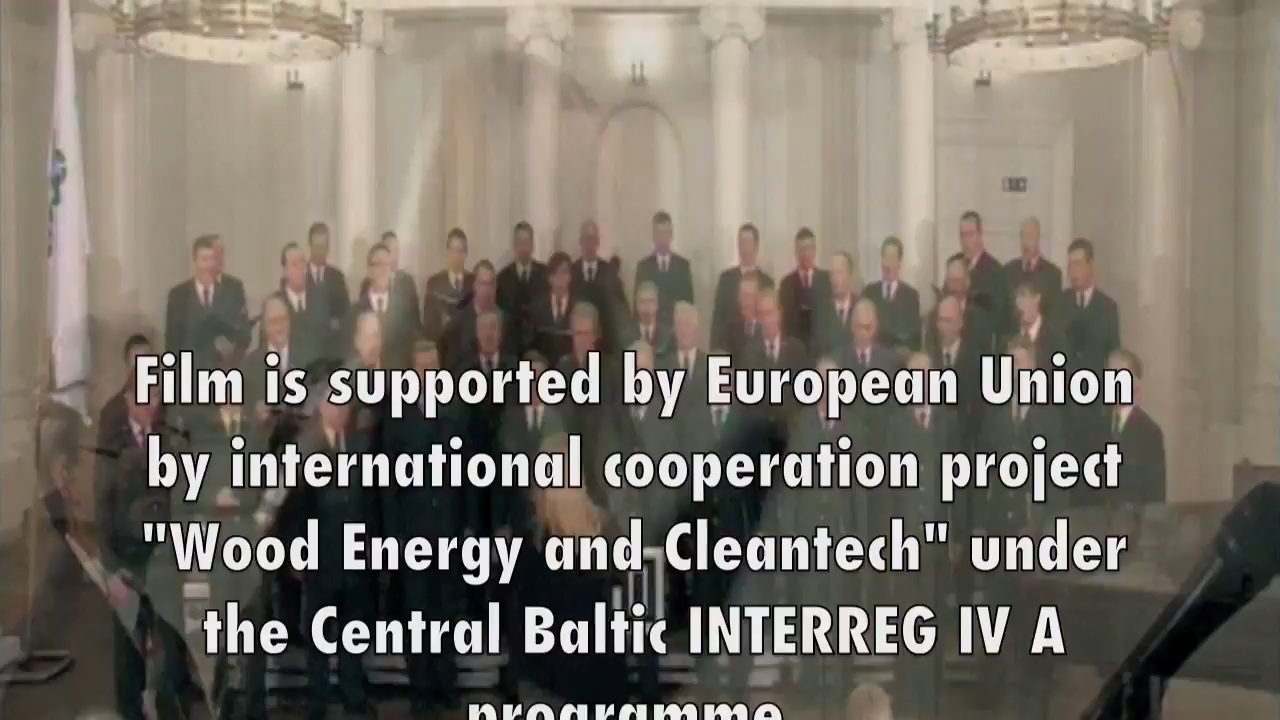 Film is supported by European Union
by international cooperation project
"Wood Energy and Cleantech" under
the Central Baltic INTERREG IV A
programme